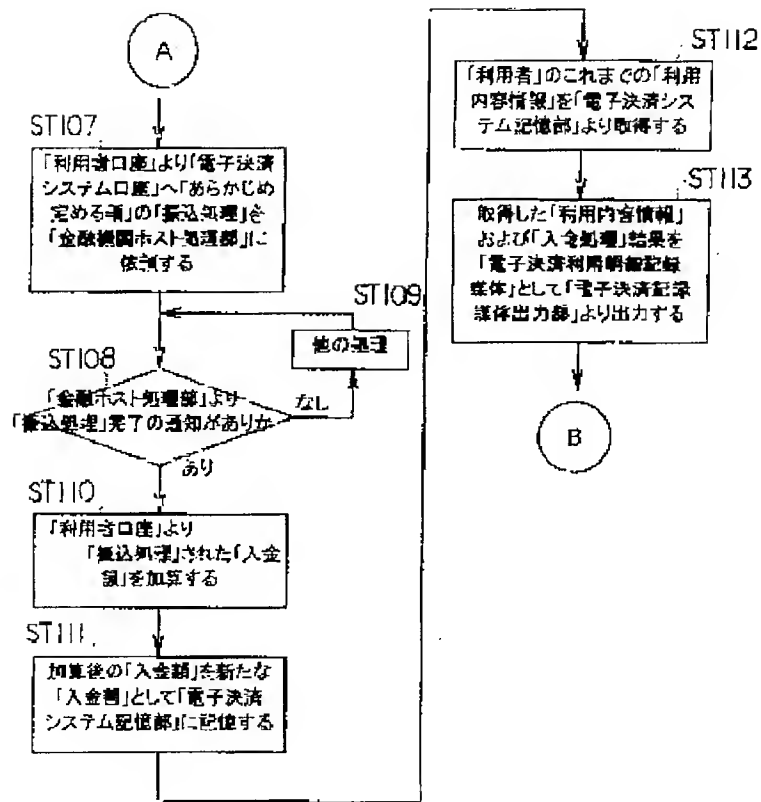 A
ST107
「利用者口座」より「電子決済
システム口座」へ「あらかじめ
定める額」の「振込処理」を
「金融機関ホスト処理部」に
依頼する
ST109
他の処理
ST108
「金融ホスト処理部」より
「振込処理」完了の通知がありか
なし
あり
ST110
「利用者口座」より
「振込処理」された「入金
額」を加算する
ST111
加算後の「入金額」を新たな
「入金額」として「電子決済
システム記憶部」に記憶する
ST112
「利用者」のこれまでの「利用
内容情報」を「電子決済シス
テム記憶部」より取得する
ST113
取得した「利用内容情報」
および「入金処理」結果を
「電子決済利用明細記録
媒体」として「電子決済記録
媒体出力部」より出力する
B